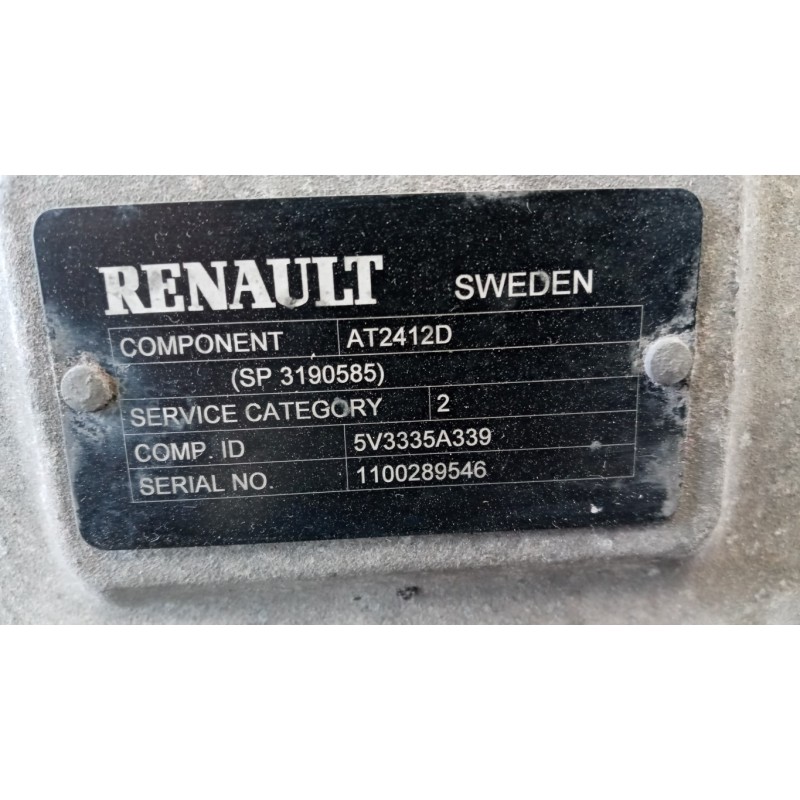 RENAULT SWEDEN
COMPONENT AT2412D
(SP 3190585)
SERVICE CATEGORY 2
COMP. ID 5V3335A339
SERIAL NO. 1100289546